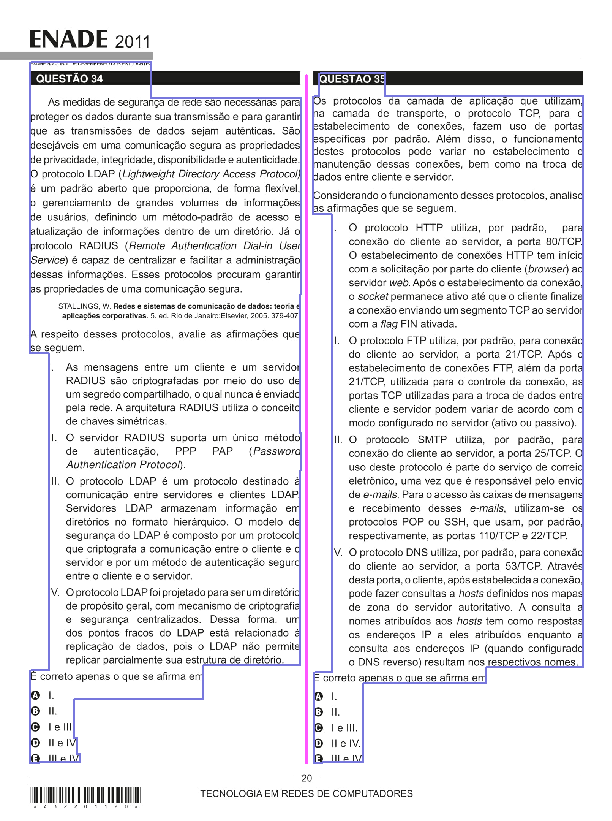 ENADE 2011
QUESTÃO 34
As medidas de segurança de rede são necessárias para
proteger os dados durante sua transmissão e para garantir
que as transmissões de dados sejam autênticas. São
desejáveis em uma comunicação segura as propriedades
de privacidade, integridade, disponibilidade e autenticidade.
O protocolo LDAP (Lightweight Directory Access Protocol)
é um padrão aberto que proporciona, de forma flexível,
o gerenciamento de grandes volumes de informações
de usuários, definindo um método-padrão de acesso e
atualização de informações dentro de um diretório. Já o
protocolo RADIUS (Remote Authentication Dial-in User
Service) é capaz de centralizar e facilitar a administração
dessas informações. Esses protocolos procuram garantir
as propriedades de uma comunicação segura.
STALLINGS, W. Redes e sistemas de comunicação de dados: teoria e
aplicações corporativas. 5. ed. Rio de Janeiro:Elsevier, 2005. 379-407
A respeito desses protocolos, avalie as afirmações que
se seguem.
I. As mensagens entre um cliente e um servidor
RADIUS são criptografadas por meio do uso de
um segredo compartilhado, o qual nunca é enviado
pela rede. A arquitetura RADIUS utiliza o conceito
de chaves simétricas.
I. O servidor RADIUS suporta um único método
de autenticação, PPP PAP (Password
Authentication Protocol).
II. O protocolo LDAP é um protocolo destinado à
comunicação entre servidores e clientes LDAP.
Servidores LDAP armazenam informação em
diretórios no formato hierárquico. O modelo de
segurança do LDAP é composto por um protocolo
que criptografa a comunicação entre o cliente e o
servidor e por um método de autenticação seguro
entre o cliente e o servidor.
V. O protocolo LDAP foi projetado para ser um diretório
de propósito geral, com mecanismo de criptografia
e segurança centralizados. Dessa forma, um
dos pontos fracos do LDAP está relacionado à
replicação de dados, pois o LDAP não permite
replicar parcialmente sua estrutura de diretório.
É correto apenas o que se afirma em
A I.
B II.
C I e III.
D II e IV.
E III e IV.
QUESTÃO 35
Os protocolos da camada de aplicação que utilizam,
na camada de transporte, o protocolo TCP, para o
estabelecimento de conexões, fazem uso de portas
específicas por padrão. Além disso, o funcionamento
destes protocolos pode variar no estabelecimento e
manutenção dessas conexões, bem como na troca de
dados entre cliente e servidor.
Considerando o funcionamento desses protocolos, analise
as afirmações que se seguem.
I. O protocolo HTTP utiliza, por padrão, para
conexão do cliente ao servidor, a porta 80/TCP.
O estabelecimento de conexões HTTP tem início
com a solicitação por parte do cliente (browser) ao
servidor web. Após o estabelecimento da conexão,
o socket permanece ativo até que o cliente finalize
a conexão enviando um segmento TCP ao servidor
com a flag FIN ativada.
I. O protocolo FTP utiliza, por padrão, para conexão
do cliente ao servidor, a porta 21/TCP. Após o
estabelecimento de conexões FTP, além da porta
21/TCP, utilizada para o controle da conexão, as
portas TCP utilizadas para a troca de dados entre
cliente e servidor podem variar de acordo com o
modo configurado no servidor (ativo ou passivo).
II. O protocolo SMTP utiliza, por padrão, para
conexão do cliente ao servidor, a porta 25/TCP. O
uso deste protocolo é parte do serviço de correio
eletrônico, uma vez que é responsável pelo envio
de e-mails. Para o acesso às caixas de mensagens
e recebimento desses e-mails, utilizam-se os
protocolos POP ou SSH, que usam, por padrão,
respectivamente, as portas 110/TCP e 22/TCP.
V. O protocolo DNS utiliza, por padrão, para conexão
do cliente ao servidor, a porta 53/TCP. Através
desta porta, o cliente, após estabelecida a conexão,
pode fazer consultas a hosts definidos nos mapas
de zona do servidor autoritativo. A consulta a
nomes atribuídos aos hosts tem como respostas
os endereços IP a eles atribuídos enquanto a
consulta aos endereços IP (quando configurado
o DNS reverso) resultam nos respectivos nomes.
É correto apenas o que se afirma em
A I.
B II.
C I e III.
D II e IV.
E III e IV.
20
TECNOLOGIA EM REDES DE COMPUTADORES